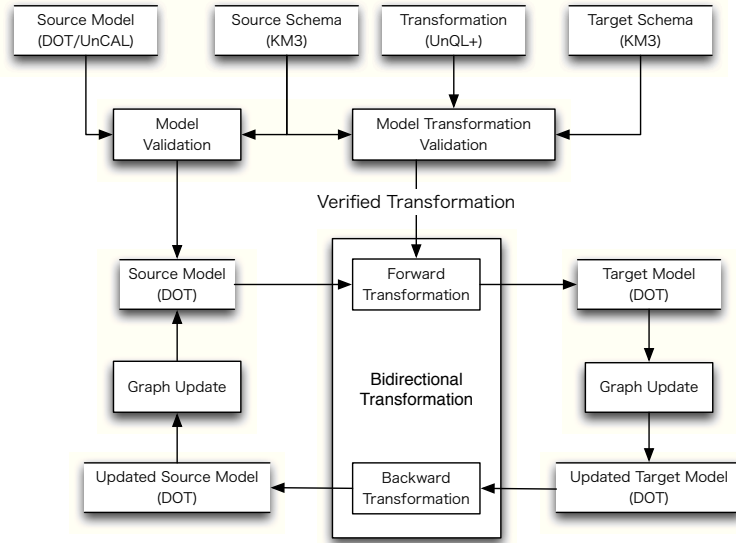 Source Model
(DOT/UnCAL)
Source Schema
(KM3)
Transformation
(UnQL+)
Target Schema
(KM3)
Model
Validation
Model Transformation
Validation
Verified Transformation
Source Model
(DOT)
Forward
Transformation
Target Model
(DOT)
Graph Update
Bidirectional
Transformation
Graph Update
Updated Source Model
(DOT)
Backward
Transformation
Updated Target Model
(DOT)